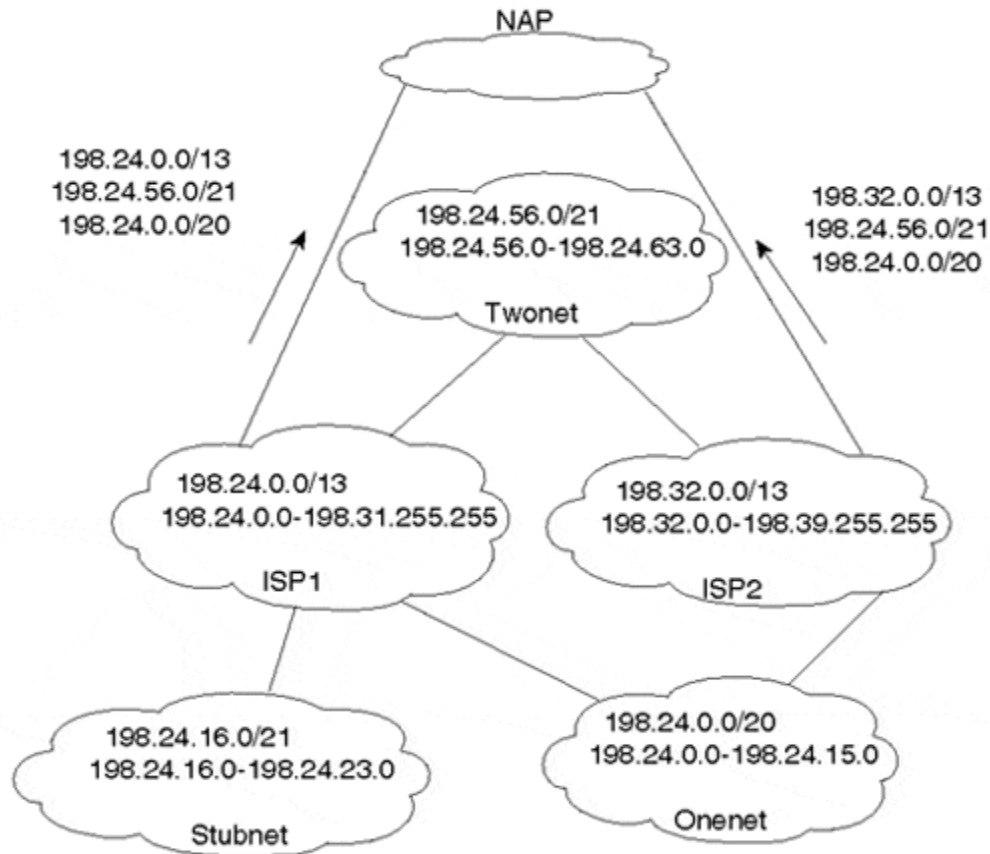 NAP
198.24.0.0/13
198.24.56.0/21
198.24.0.0/20
198.32.0.0/13
198.24.56.0/21
198.24.0.0/20
198.24.56.0/21
198.24.56.0-198.24.63.0
Twonet
198.24.0.0/13
198.24.0.0-198.31.255.255
ISP1
198.32.0.0/13
198.32.0.0-198.39.255.255
ISP2
198.24.16.0/21
198.24.16.0-198.24.23.0
Stubnet
198.24.0.0/20
198.24.0.0-198.24.15.0
Onenet